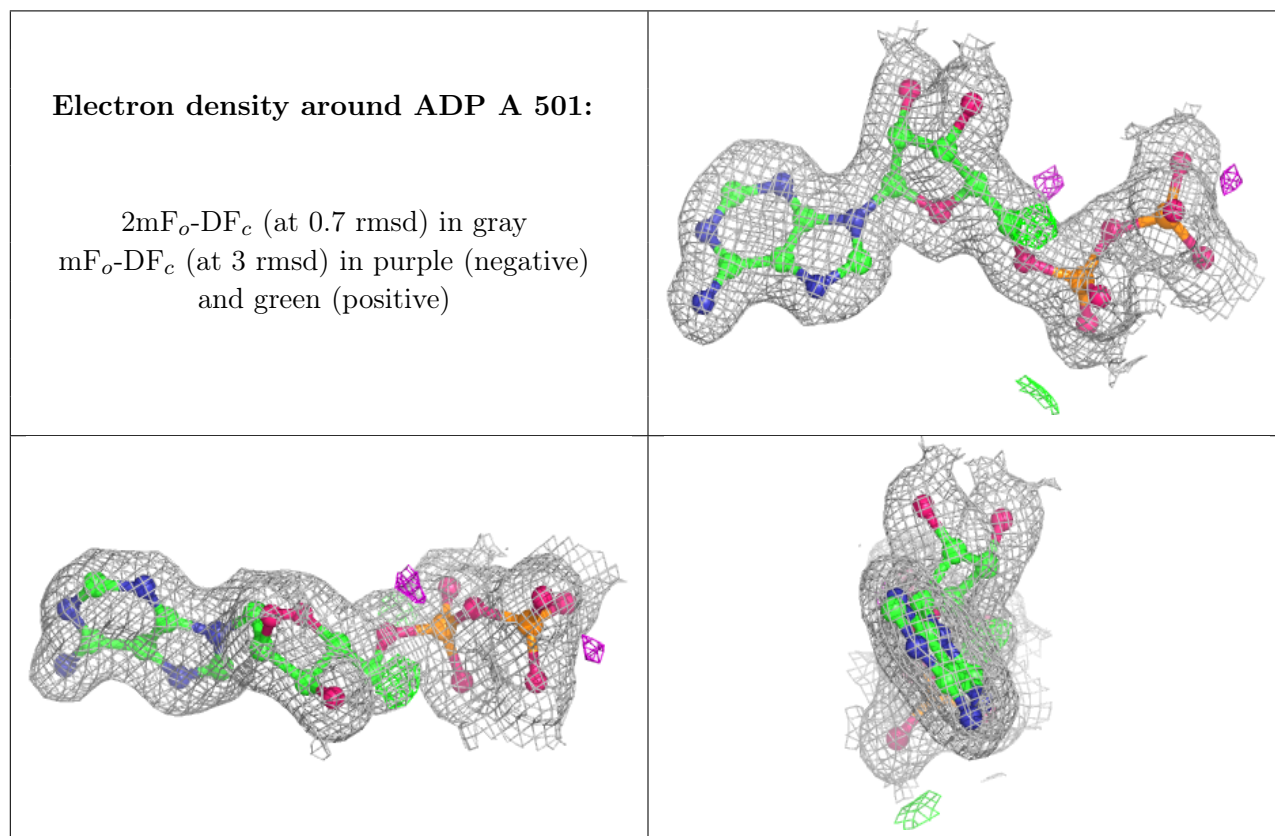 Electron density around ADP A 501:
2mFo-DFc (at 0.7 rmsd) in gray
mFo-DFc (at 3 rmsd) in purple (negative)
and green (positive)